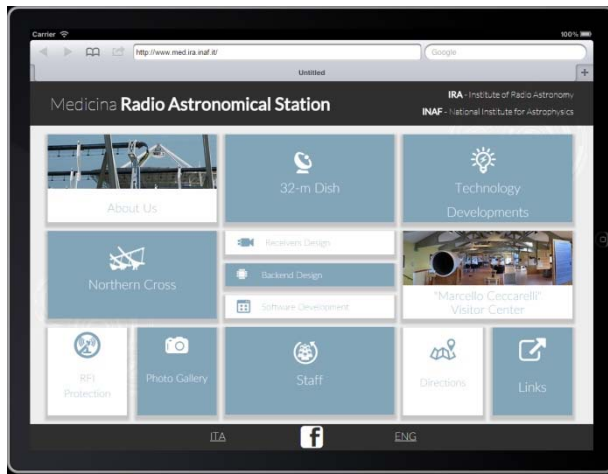 Carrier
100%
http://www.med.ira.inaf.it/
Google
Untitled
+
Medicina Radio Astronomical Station
IRA - Institute of Radio Astronomy
INAF - National Institute for Astrophysics
About Us
32-m Dish
Technology
Developments
Northern Cross
Receivers Design
Backend Design
Software Development
"Marcello Ceccarelli"
Visitor Center
RFI
Protection
Photo Gallery
Staff
Directions
Links
ITA
f
ENG